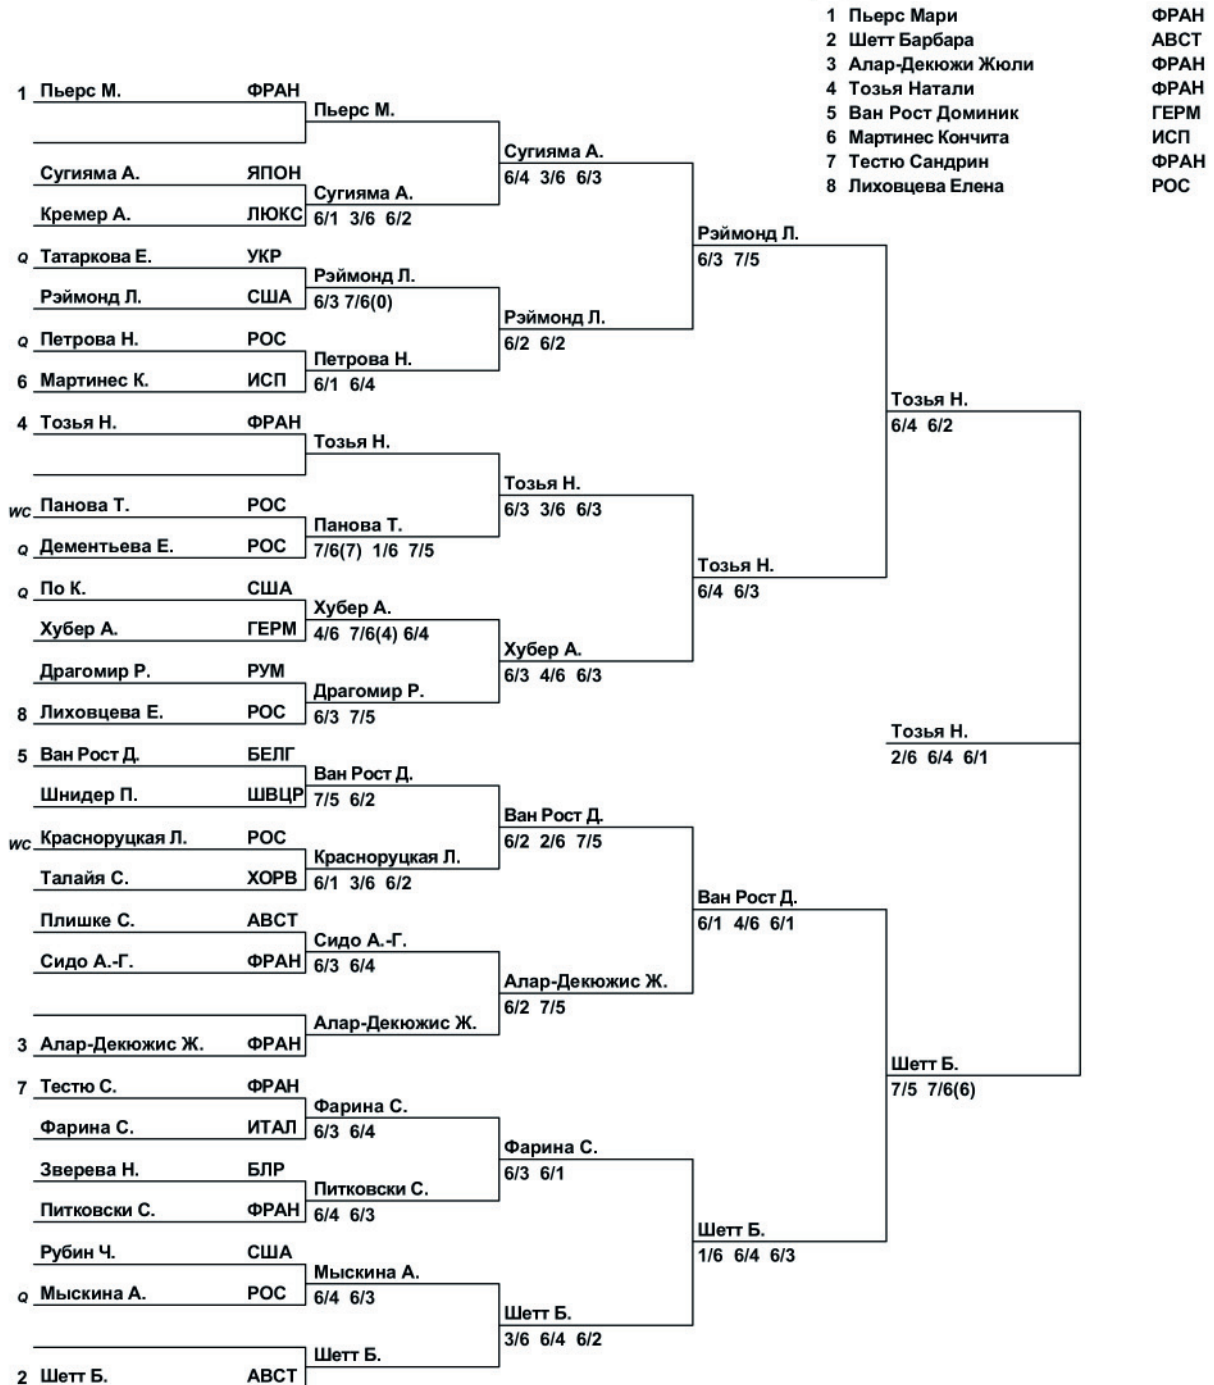 1 Пьерс Мари ФРАН
2 Шетт Барбара АВСТ
3 Алар-Декюжи Жюли ФРАН
4 Тозья Натали ФРАН
5 Ван Рост Доминик ГЕРМ
6 Мартинес Кончита ИСП
7 Тестю Сандрин ФРАН
8 Лиховцева Елена РОС
1 Пьерс М. ФРАН
Пьерс М.
Сугияма А.
6/4 3/6 6/3
Сугияма А. ЯПОН
Сугияма А.
Кремер А. ЛЮКС
6/1 3/6 6/2
Рэймонд Л.
6/3 7/5
Q Татаркова Е. УКР
Рэймонд Л.
Рэймонд Л. США
6/3 7/6(0)
Рэймонд Л.
6/2 6/2
Q Петрова Н. РОС
Петрова Н.
6 Мартинес К. ИСП
6/1 6/4
Тозья Н.
6/4 6/2
4 Тозья Н. ФРАН
Тозья Н.
Тозья Н.
6/3 3/6 6/3
WC Панова Т. РОС
Панова Т.
Q Дементьева Е. РОС
7/6(7) 1/6 7/5
Тозья Н.
6/4 6/3
Q По К. США
Хубер А.
Хубер А. ГЕРМ
4/6 7/6(4) 6/4
Хубер А.
6/3 4/6 6/3
Драгомир Р. РУМ
Драгомир Р.
8 Лиховцева Е. РОС
6/3 7/5
Тозья Н.
2/6 6/4 6/1
5 Ван Рост Д. БЕЛГ
Ван Рост Д.
Шнидер П. ШВЦР
7/5 6/2
Ван Рост Д.
6/2 2/6 7/5
WC Красноруцкая Л. РОС
Красноруцкая Л.
Талайя С. ХОРВ
6/1 3/6 6/2
Ван Рост Д.
6/1 4/6 6/1
Плишке С. АВСТ
Сидо А.-Г.
Сидо А.-Г. ФРАН
6/3 6/4
Алар-Декюжис Ж.
6/2 7/5
Алар-Декюжис Ж.
3 Алар-Декюжис Ж. ФРАН
Шетт Б.
7/5 7/6(6)
7 Тестю С. ФРАН
Фарина С.
Фарина С. ИТАЛ
6/3 6/4
Фарина С.
6/3 6/1
Зверева Н. БЛР
Питковски С.
Питковски С. ФРАН
6/4 6/3
Шетт Б.
1/6 6/4 6/3
Рубин Ч. США
Мыскина А.
Q Мыскина А. РОС
6/4 6/3
Шетт Б.
3/6 6/4 6/2
Шетт Б.
2 Шетт Б. АВСТ